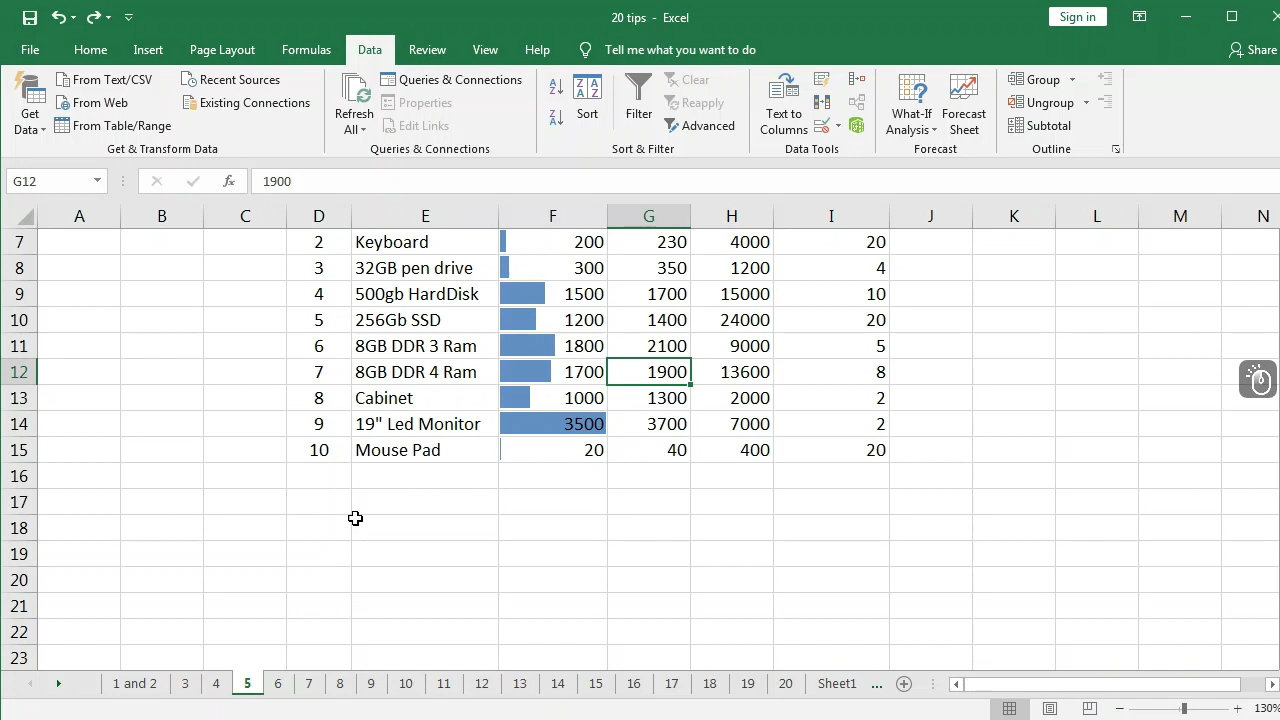 20 tips - Excel
Sign in
File Home Insert Page Layout Formulas Data Review View Help Tell me what you want to do Share
Get Data
From Text/CSV
From Web
From Table/Range
Recent Sources
Existing Connections
Get & Transform Data
Refresh All
Queries & Connections
Properties
Edit Links
Queries & Connections
Sort
Filter
Clear
Reapply
Advanced
Sort & Filter
Text to Columns
Data Tools
What-If Analysis
Forecast Sheet
Forecast
Group
Ungroup
Subtotal
Outline
G12 fx 1900
A B C D E F G H I J K L M N
7 2 Keyboard 200 230 4000 20
8 3 32GB pen drive 300 350 1200 4
9 4 500gb HardDisk 1500 1700 15000 10
10 5 256Gb SSD 1200 1400 24000 20
11 6 8GB DDR 3 Ram 1800 2100 9000 5
12 7 8GB DDR 4 Ram 1700 1900 13600 8
13 8 Cabinet 1000 1300 2000 2
14 9 19" Led Monitor 3500 3700 7000 2
15 10 Mouse Pad 20 40 400 20
16
17
18
19
20
21
22
23
1 and 2 3 4 5 6 7 8 9 10 11 12 13 14 15 16 17 18 19 20 Sheet1 ...
130%